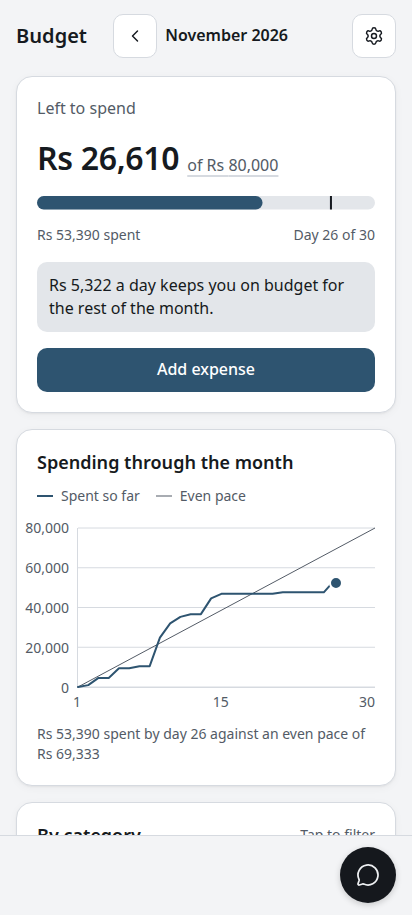 Budget
November 2026
Left to spend
Rs 26,610 of Rs 80,000
Rs 53,390 spent
Day 26 of 30
Rs 5,322 a day keeps you on budget for
the rest of the month.
Add expense
Spending through the month
Spent so far
Even pace
80,000
60,000
40,000
20,000
0
1
15
30
Rs 53,390 spent by day 26 against an even pace of
Rs 69,333
By category
Tap to filter